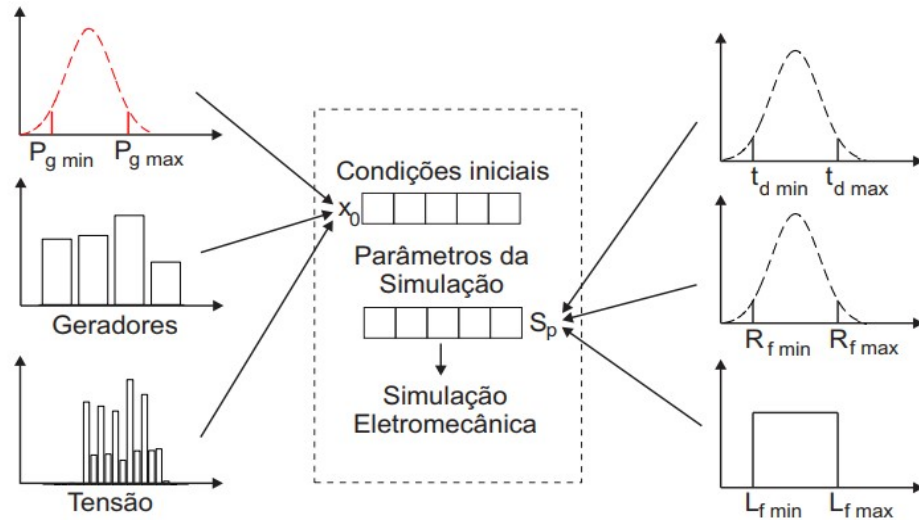 P_g min P_g max
Geradores
Tensão
Condições iniciais
x_0
Parâmetros da
Simulação
S_p
Simulação
Eletromecânica
t_d min t_d max
R_f min R_f max
L_f min L_f max